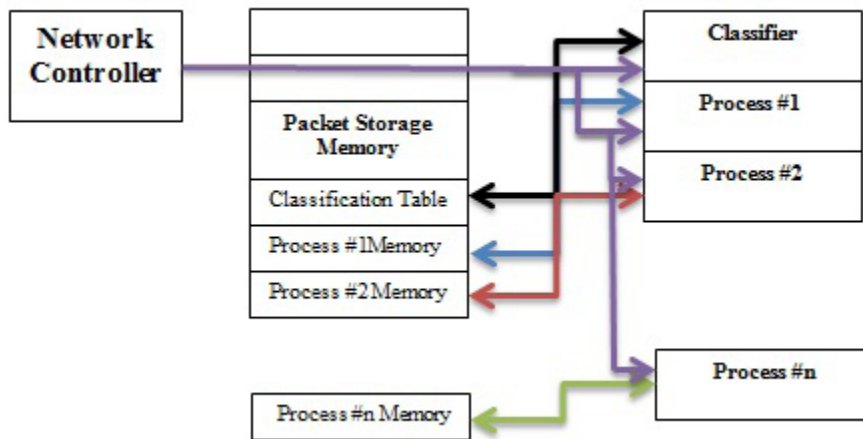 Network
Controller
Packet Storage
Memory
Classification Table
Process #1Memory
Process #2 Memory
Process #n Memory
Classifier
Process #1
Process #2
Process #n